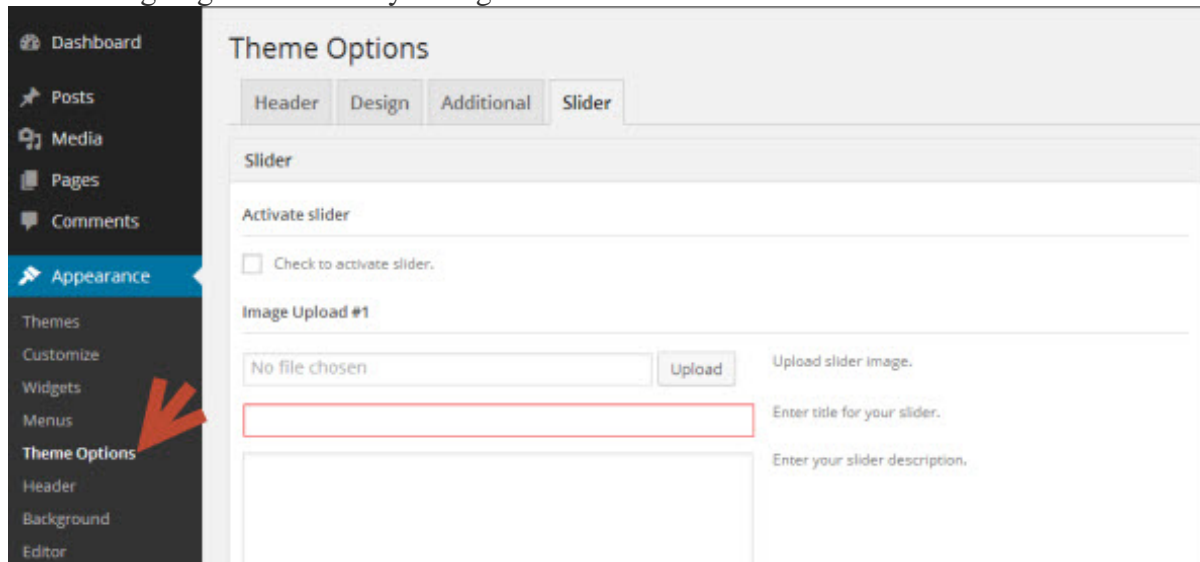 Dashboard
Posts
Media
Pages
Comments
Appearance
Themes
Customize
Widgets
Menus
Theme Options
Header
Background
Editor
Theme Options
Header Design Additional Slider
Slider
Activate slider
Check to activate slider.
Image Upload #1
No file chosen Upload Upload slider image.
Enter title for your slider.
Enter your slider description.